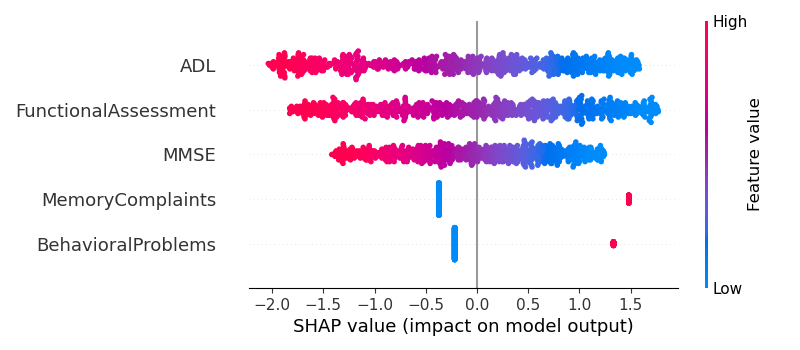 High
ADL
FunctionalAssessment
MMSE
MemoryComplaints
BehavioralProblems
Feature value
Low
−2.0 −1.5 −1.0 −0.5 0.0 0.5 1.0 1.5
SHAP value (impact on model output)